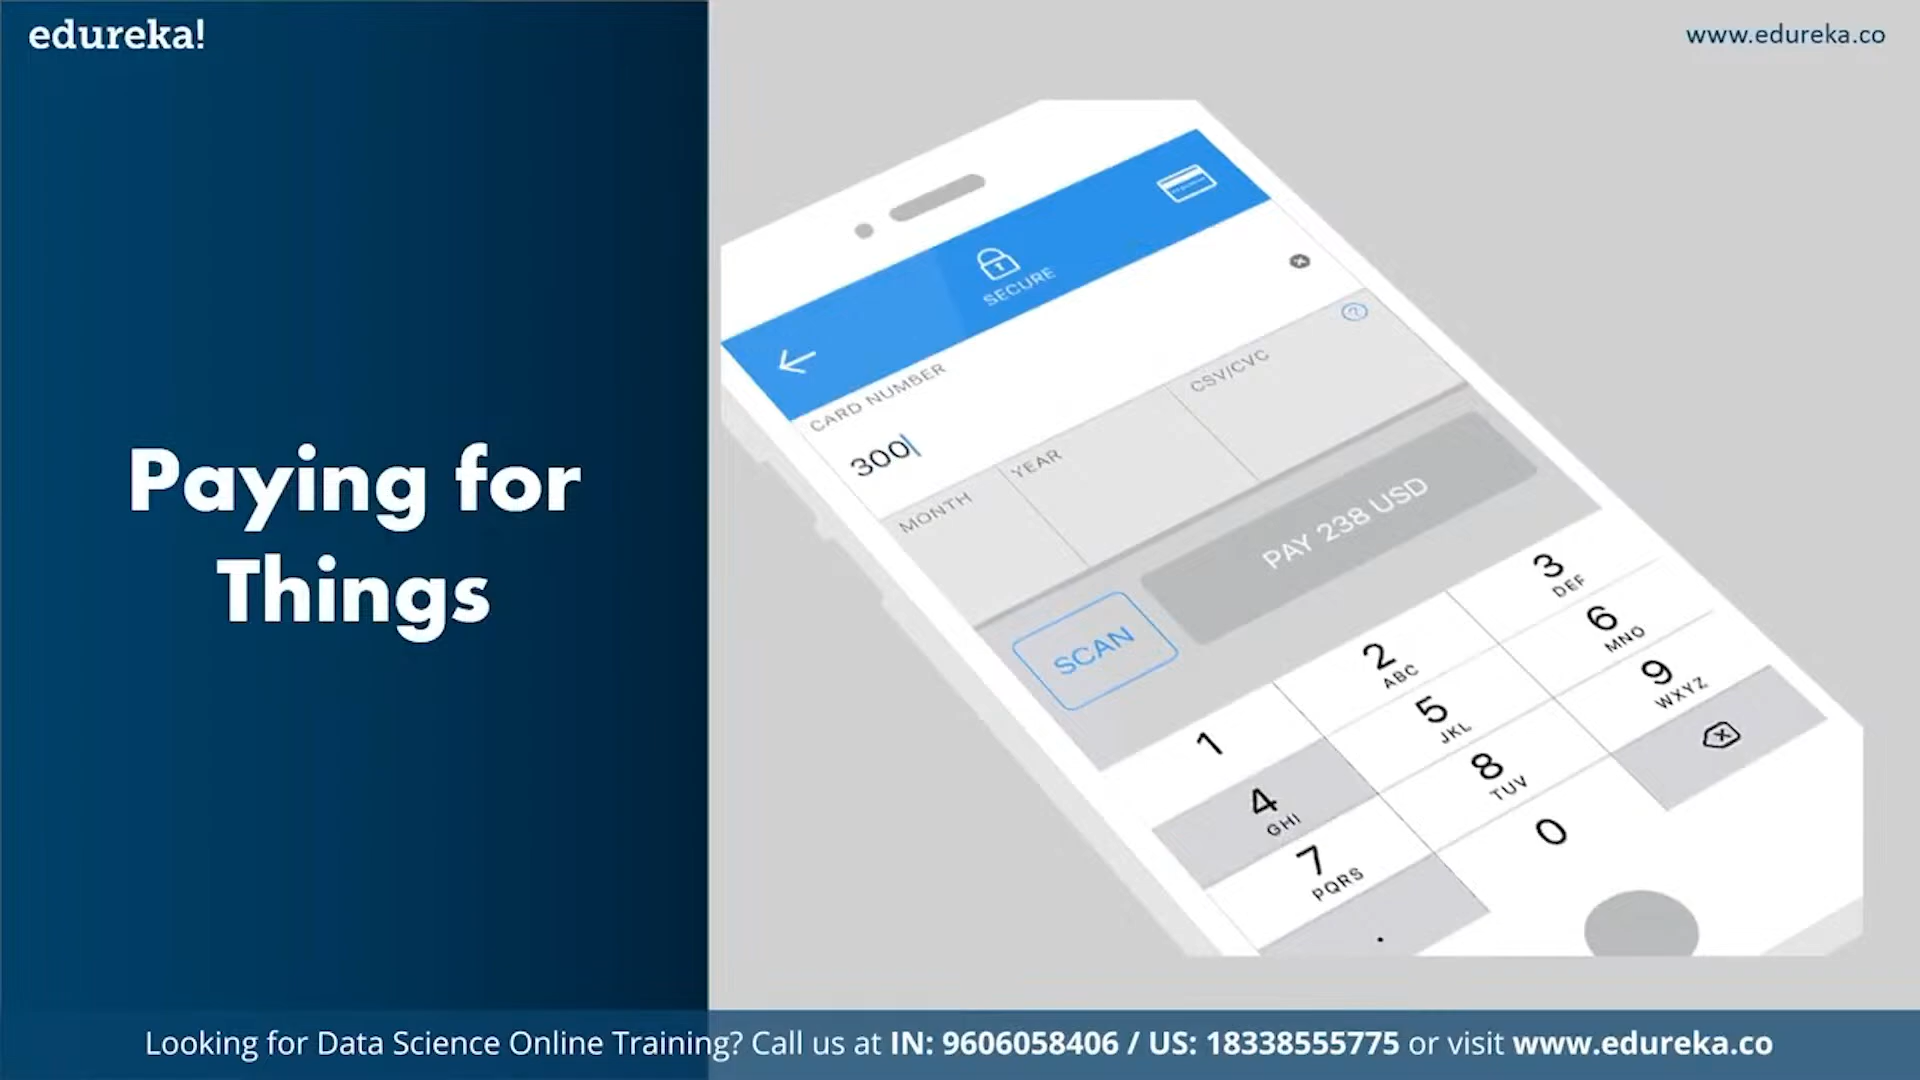 edureka!
www.edureka.co
Paying for
Things
SECURE
CARD NUMBER
300
MONTH
YEAR
CSV/CVC
?
SCAN
PAY 238 USD
1
2
ABC
3
DEF
4
GHI
5
JKL
6
MNO
7
PQRS
8
TUV
9
WXYZ
.
0
Looking for Data Science Online Training? Call us at IN: 9606058406 / US: 18338555775 or visit www.edureka.co